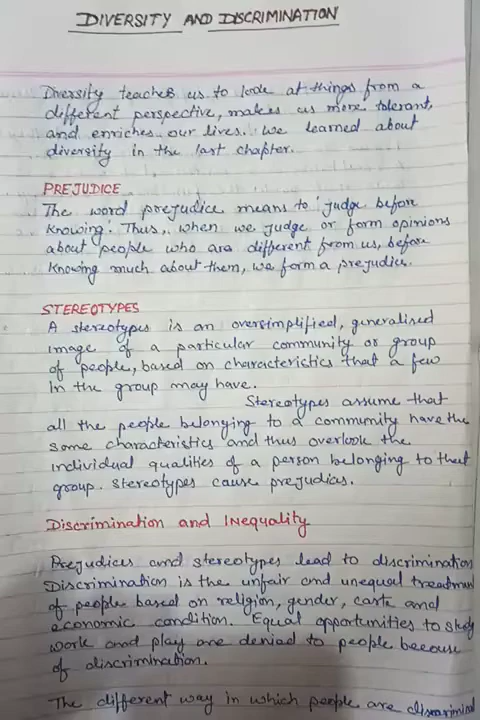 DIVERSITY AND DISCRIMINATION
Diversity teaches us to look at things from a
different perspective, makes us more tolerant,
and enriches our lives. We learned about
diversity in the last chapter.
PREJUDICE
The word prejudice means to 'judge before
knowing'. Thus, when we judge or form opinions
about people who are different from us, before
knowing much about them, we form a prejudice.
STEREOTYPES
A stereotypes is an oversimplified, generalised
image of a particular community or group
of people, based on characteristics that a few
in the group may have.
Stereotypes assume that
all the people belonging to a community have the
same characteristics and thus overlook the
individual qualities of a person belonging to that
group. Stereotypes cause prejudices.
Discrimination and INequality
Prejudices and stereotypes lead to discrimination
Discrimination is the unfair and unequal treatmen
of people based on religion, gender, caste and
economic condition. Equal opportunities to study
work and play are denied to people because
of discrimination.
The different way in which people are discriminat